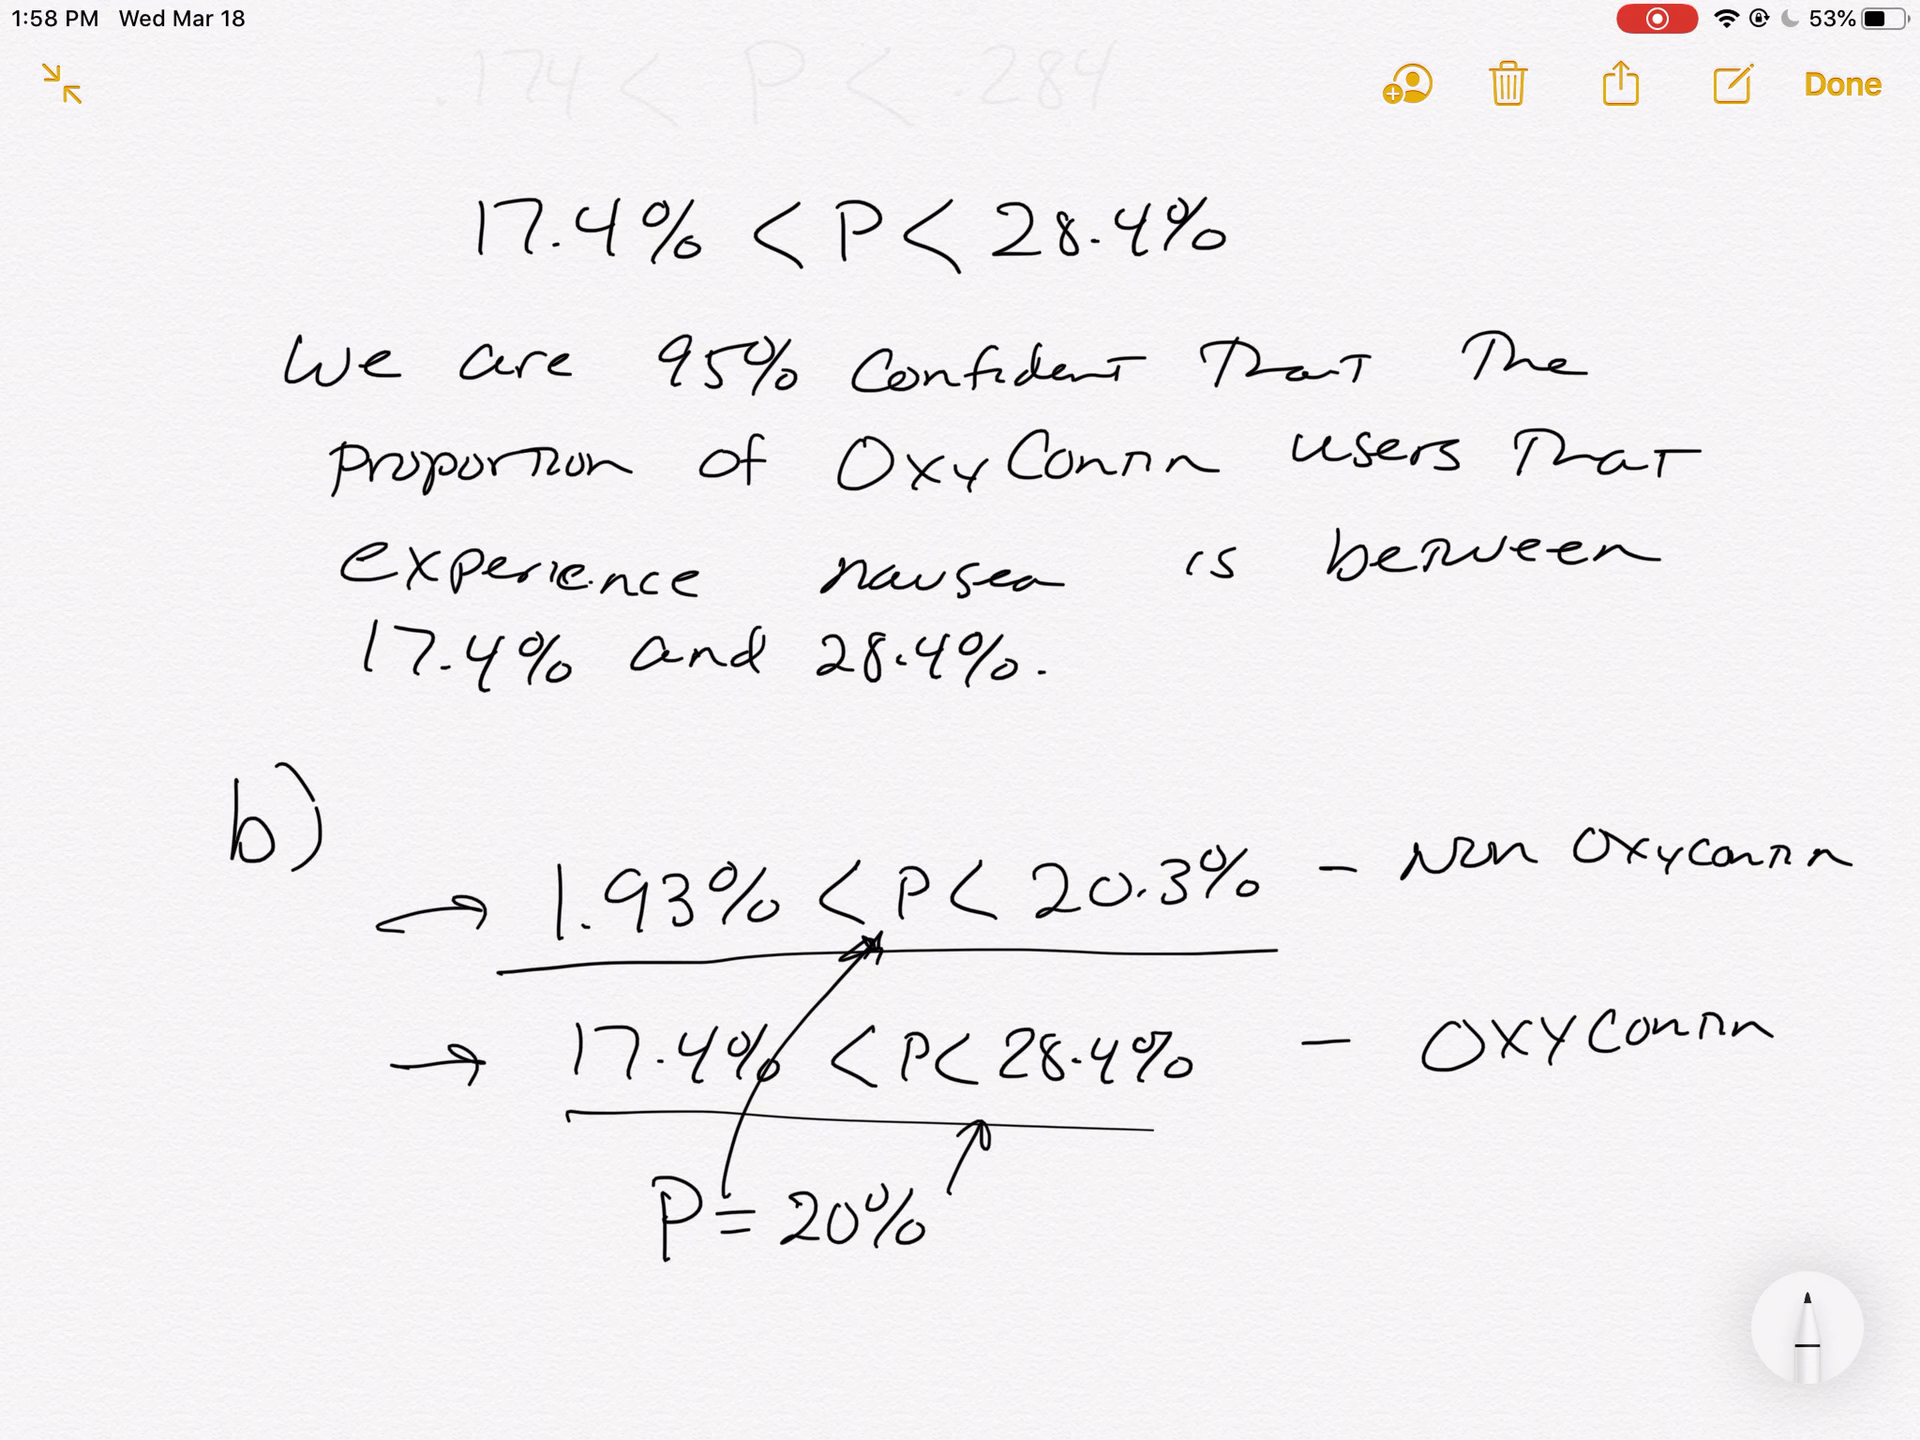 1:58 PM Wed Mar 18
53%
.174 < P < .284
Done
17.4% < P < 28.4%
We are 95% Confident That The
proportion of OxyContin users That
experience nausea is between
17.4% and 28.4%.
b)
→ 1.93% < P < 20.3% - Non Oxycontin
→ 17.4% < P < 28.4% - OxyContin
P = 20%